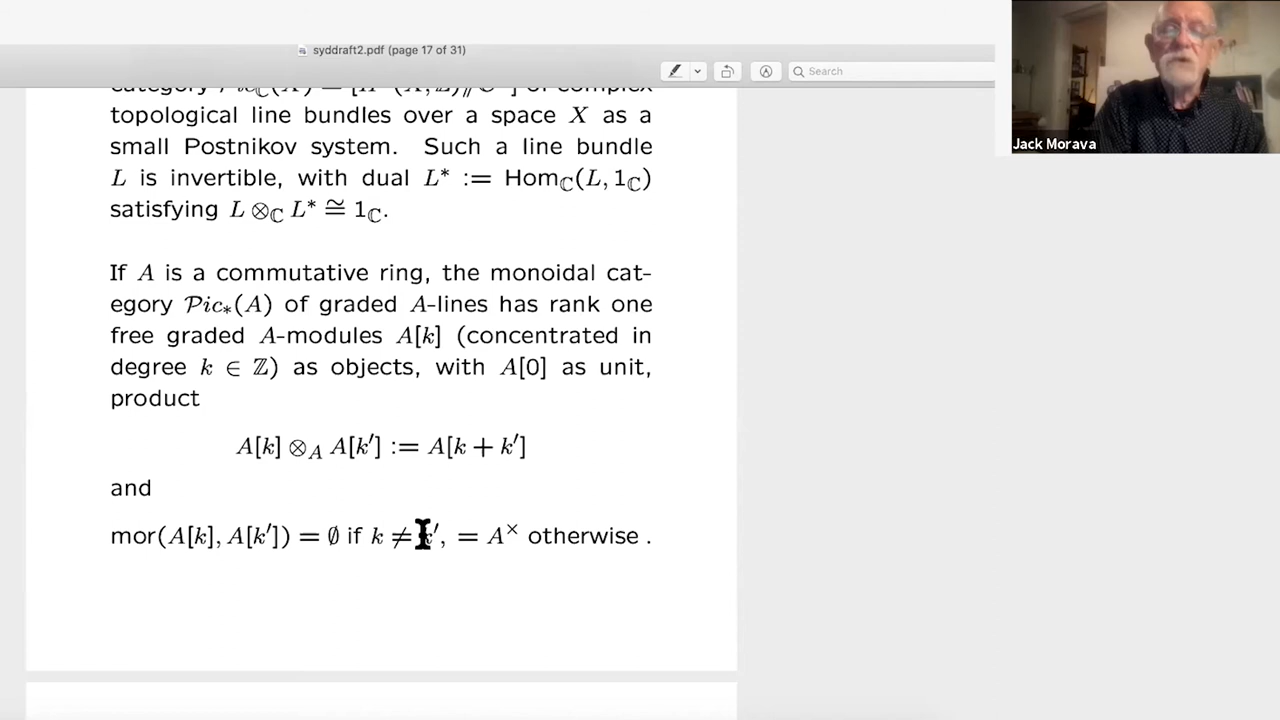 syddraft2.pdf (page 17 of 31)
Search
Jack Morava
topological line bundles over a space X as a
small Postnikov system. Such a line bundle
L is invertible, with dual L* := Hom_ℂ(L, 1_ℂ)
satisfying L ⊗_ℂ L* ≅ 1_ℂ.
If A is a commutative ring, the monoidal cat-
egory Pic_*(A) of graded A-lines has rank one
free graded A-modules A[k] (concentrated in
degree k ∈ ℤ) as objects, with A[0] as unit,
product
A[k] ⊗_A A[k′] := A[k + k′]
and
mor(A[k], A[k′]) = ∅ if k ≠ k′, = A^× otherwise .